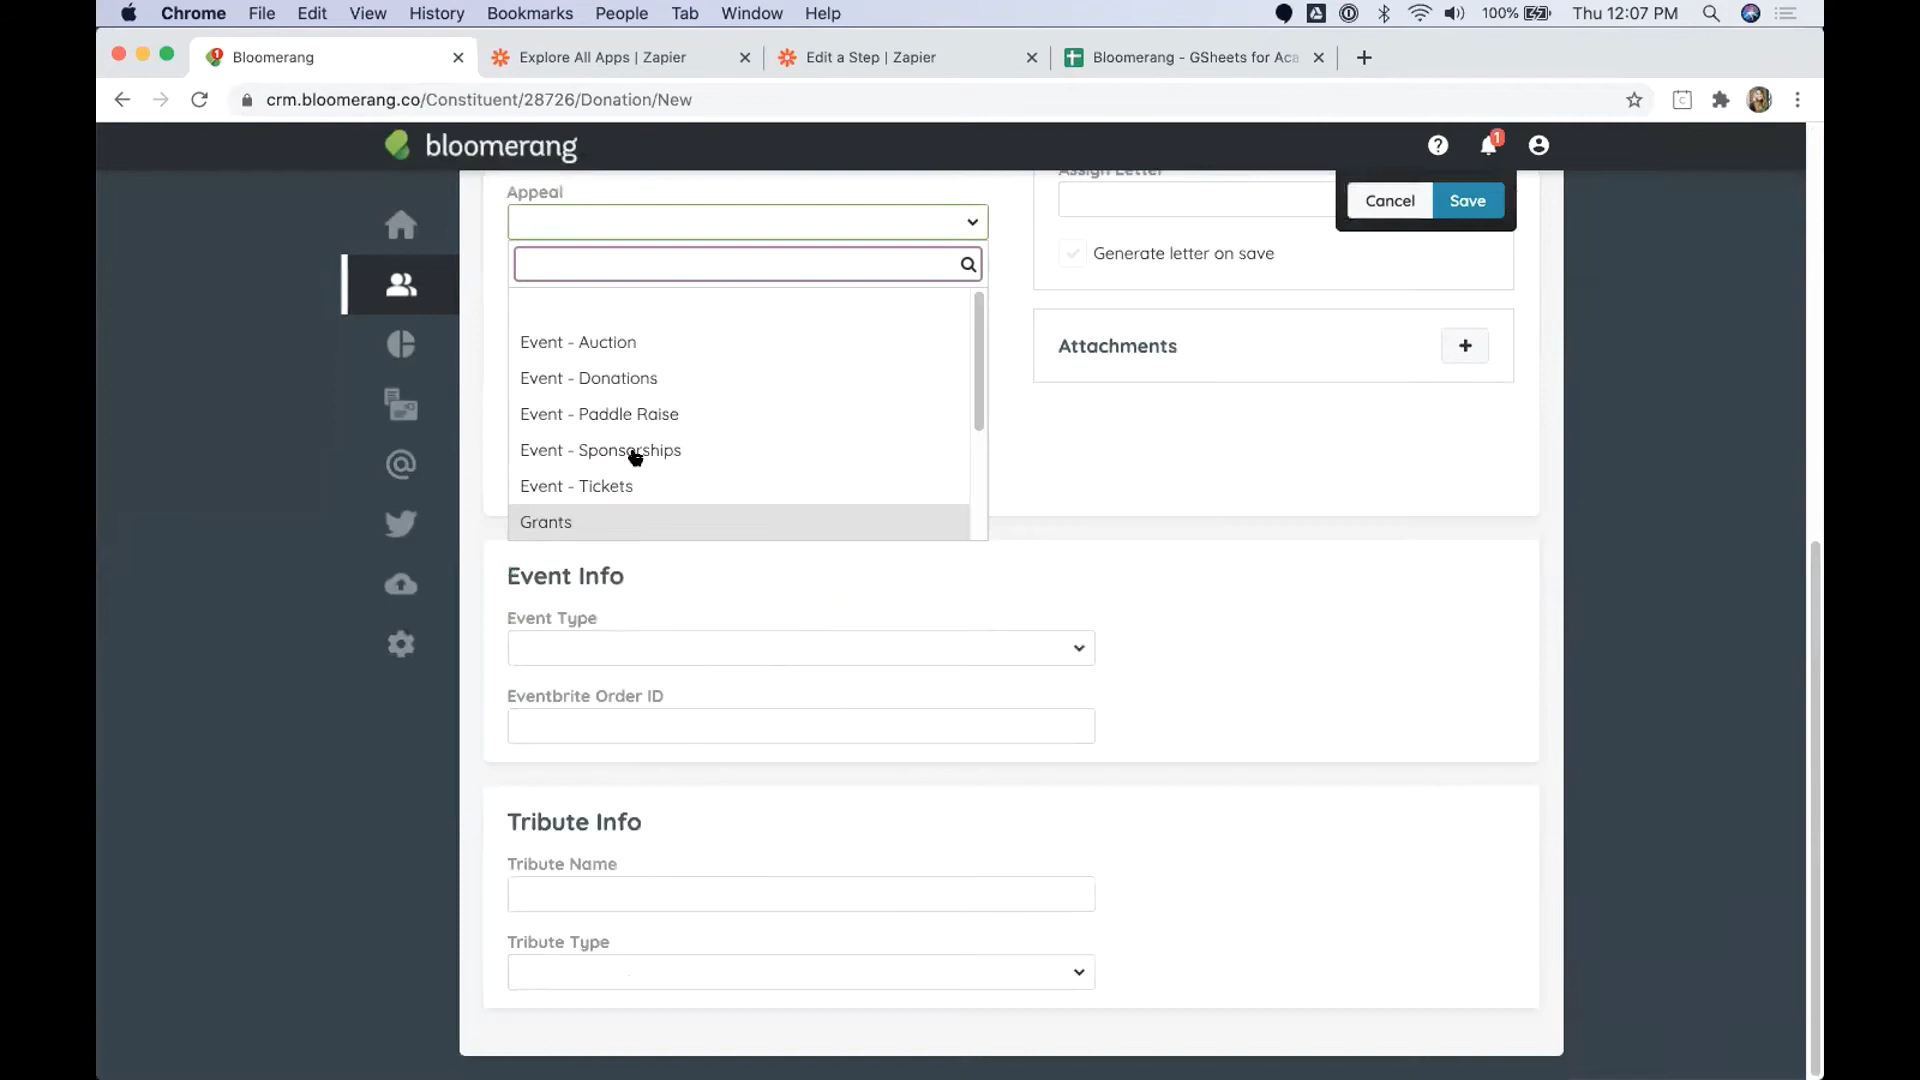 Chrome File Edit View History Bookmarks People Tab Window Help 100% Thu 12:07 PM
Bloomerang Explore All Apps | Zapier Edit a Step | Zapier Bloomerang - GSheets for Aca
crm.bloomerang.co/Constituent/28726/Donation/New
bloomerang
1
Appeal
Assign Letter
Cancel Save
Generate letter on save
Event - Auction
Event - Donations
Event - Paddle Raise
Event - Sponsorships
Event - Tickets
Grants
Attachments
Event Info
Event Type
Eventbrite Order ID
Tribute Info
Tribute Name
Tribute Type